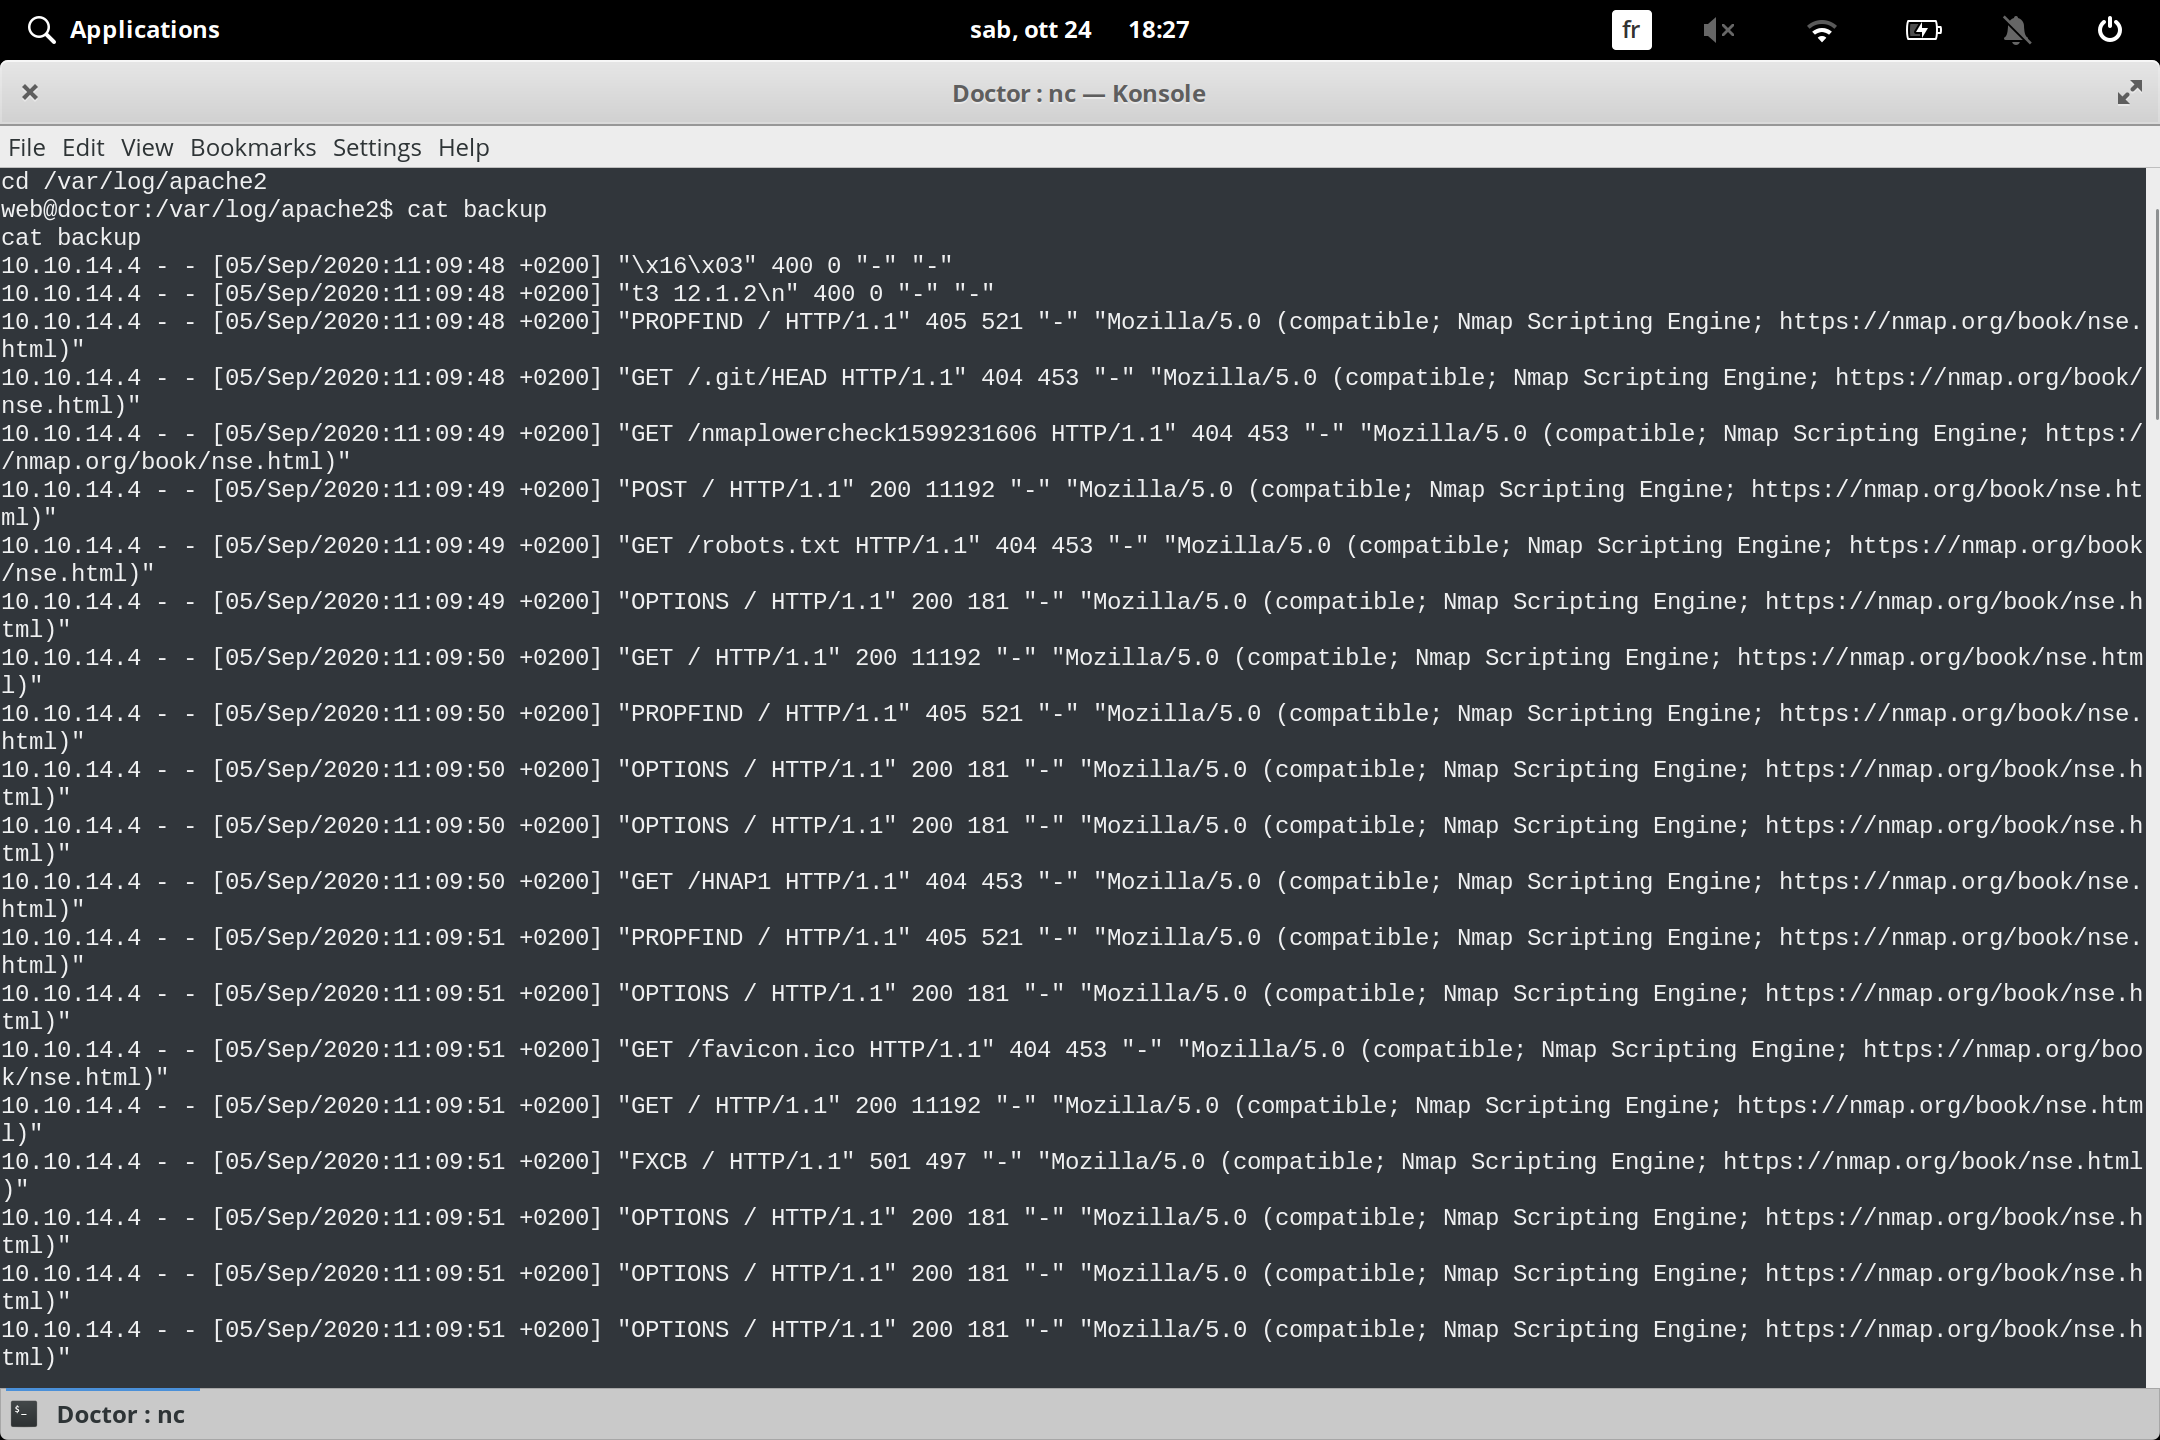 Applications
sab, ott 24 18:27
fr
Doctor : nc — Konsole
File Edit View Bookmarks Settings Help
cd /var/log/apache2
web@doctor:/var/log/apache2$ cat backup
cat backup
10.10.14.4 - - [05/Sep/2020:11:09:48 +0200] "\x16\x03" 400 0 "-" "-"
10.10.14.4 - - [05/Sep/2020:11:09:48 +0200] "t3 12.1.2\n" 400 0 "-" "-"
10.10.14.4 - - [05/Sep/2020:11:09:48 +0200] "PROPFIND / HTTP/1.1" 405 521 "-" "Mozilla/5.0 (compatible; Nmap Scripting Engine; https://nmap.org/book/nse.
html)"
10.10.14.4 - - [05/Sep/2020:11:09:48 +0200] "GET /.git/HEAD HTTP/1.1" 404 453 "-" "Mozilla/5.0 (compatible; Nmap Scripting Engine; https://nmap.org/book/
nse.html)"
10.10.14.4 - - [05/Sep/2020:11:09:49 +0200] "GET /nmaplowercheck1599231606 HTTP/1.1" 404 453 "-" "Mozilla/5.0 (compatible; Nmap Scripting Engine; https:/
/nmap.org/book/nse.html)"
10.10.14.4 - - [05/Sep/2020:11:09:49 +0200] "POST / HTTP/1.1" 200 11192 "-" "Mozilla/5.0 (compatible; Nmap Scripting Engine; https://nmap.org/book/nse.ht
ml)"
10.10.14.4 - - [05/Sep/2020:11:09:49 +0200] "GET /robots.txt HTTP/1.1" 404 453 "-" "Mozilla/5.0 (compatible; Nmap Scripting Engine; https://nmap.org/book
/nse.html)"
10.10.14.4 - - [05/Sep/2020:11:09:49 +0200] "OPTIONS / HTTP/1.1" 200 181 "-" "Mozilla/5.0 (compatible; Nmap Scripting Engine; https://nmap.org/book/nse.h
tml)"
10.10.14.4 - - [05/Sep/2020:11:09:50 +0200] "GET / HTTP/1.1" 200 11192 "-" "Mozilla/5.0 (compatible; Nmap Scripting Engine; https://nmap.org/book/nse.htm
l)"
10.10.14.4 - - [05/Sep/2020:11:09:50 +0200] "PROPFIND / HTTP/1.1" 405 521 "-" "Mozilla/5.0 (compatible; Nmap Scripting Engine; https://nmap.org/book/nse.
html)"
10.10.14.4 - - [05/Sep/2020:11:09:50 +0200] "OPTIONS / HTTP/1.1" 200 181 "-" "Mozilla/5.0 (compatible; Nmap Scripting Engine; https://nmap.org/book/nse.h
tml)"
10.10.14.4 - - [05/Sep/2020:11:09:50 +0200] "OPTIONS / HTTP/1.1" 200 181 "-" "Mozilla/5.0 (compatible; Nmap Scripting Engine; https://nmap.org/book/nse.h
tml)"
10.10.14.4 - - [05/Sep/2020:11:09:50 +0200] "GET /HNAP1 HTTP/1.1" 404 453 "-" "Mozilla/5.0 (compatible; Nmap Scripting Engine; https://nmap.org/book/nse.
html)"
10.10.14.4 - - [05/Sep/2020:11:09:51 +0200] "PROPFIND / HTTP/1.1" 405 521 "-" "Mozilla/5.0 (compatible; Nmap Scripting Engine; https://nmap.org/book/nse.
html)"
10.10.14.4 - - [05/Sep/2020:11:09:51 +0200] "OPTIONS / HTTP/1.1" 200 181 "-" "Mozilla/5.0 (compatible; Nmap Scripting Engine; https://nmap.org/book/nse.h
tml)"
10.10.14.4 - - [05/Sep/2020:11:09:51 +0200] "GET /favicon.ico HTTP/1.1" 404 453 "-" "Mozilla/5.0 (compatible; Nmap Scripting Engine; https://nmap.org/boo
k/nse.html)"
10.10.14.4 - - [05/Sep/2020:11:09:51 +0200] "GET / HTTP/1.1" 200 11192 "-" "Mozilla/5.0 (compatible; Nmap Scripting Engine; https://nmap.org/book/nse.htm
l)"
10.10.14.4 - - [05/Sep/2020:11:09:51 +0200] "FXCB / HTTP/1.1" 501 497 "-" "Mozilla/5.0 (compatible; Nmap Scripting Engine; https://nmap.org/book/nse.html
)"
10.10.14.4 - - [05/Sep/2020:11:09:51 +0200] "OPTIONS / HTTP/1.1" 200 181 "-" "Mozilla/5.0 (compatible; Nmap Scripting Engine; https://nmap.org/book/nse.h
tml)"
10.10.14.4 - - [05/Sep/2020:11:09:51 +0200] "OPTIONS / HTTP/1.1" 200 181 "-" "Mozilla/5.0 (compatible; Nmap Scripting Engine; https://nmap.org/book/nse.h
tml)"
10.10.14.4 - - [05/Sep/2020:11:09:51 +0200] "OPTIONS / HTTP/1.1" 200 181 "-" "Mozilla/5.0 (compatible; Nmap Scripting Engine; https://nmap.org/book/nse.h
tml)"
Doctor : nc